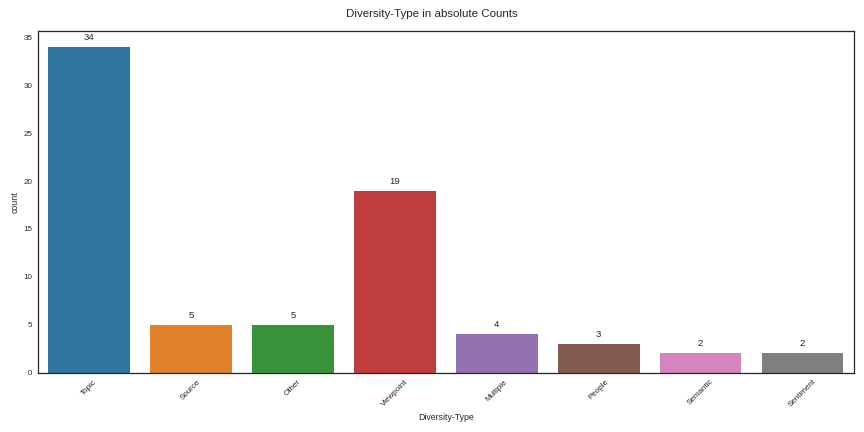 Diversity-Type in absolute Counts
34
35
30
25
20
19
15
10
5
5
5
4
3
2
2
0
count
Topic
Source
Other
Viewpoint
Multiple
People
Semantic
Sentiment
Diversity-Type